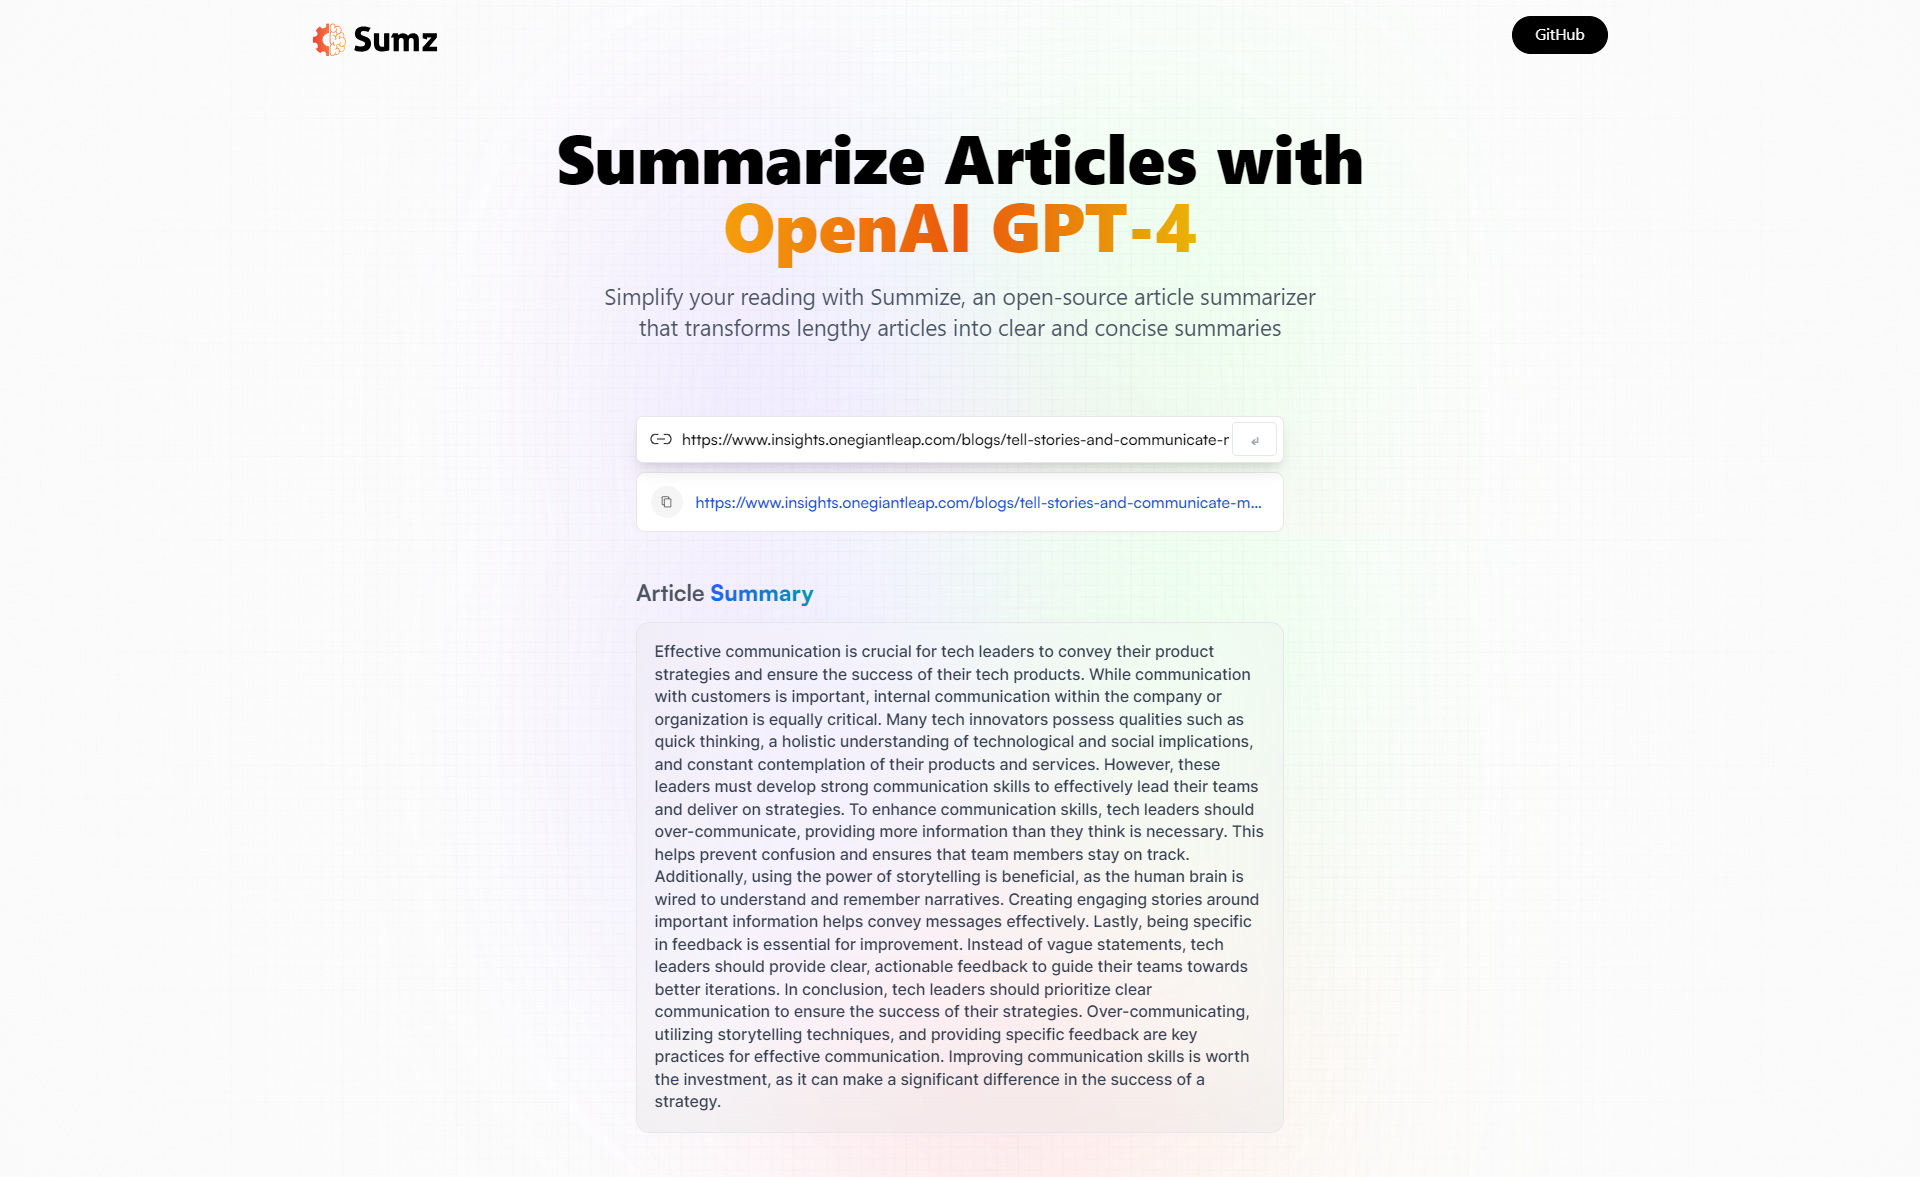 Sumz
GitHub
Summarize Articles with
OpenAI GPT-4
Simplify your reading with Summize, an open-source article summarizer
that transforms lengthy articles into clear and concise summaries
https://www.insights.onegiantleap.com/blogs/tell-stories-and-communicate-r
https://www.insights.onegiantleap.com/blogs/tell-stories-and-communicate-m...
Article Summary
Effective communication is crucial for tech leaders to convey their product
strategies and ensure the success of their tech products. While communication
with customers is important, internal communication within the company or
organization is equally critical. Many tech innovators possess qualities such as
quick thinking, a holistic understanding of technological and social implications,
and constant contemplation of their products and services. However, these
leaders must develop strong communication skills to effectively lead their teams
and deliver on strategies. To enhance communication skills, tech leaders should
over-communicate, providing more information than they think is necessary. This
helps prevent confusion and ensures that team members stay on track.
Additionally, using the power of storytelling is beneficial, as the human brain is
wired to understand and remember narratives. Creating engaging stories around
important information helps convey messages effectively. Lastly, being specific
in feedback is essential for improvement. Instead of vague statements, tech
leaders should provide clear, actionable feedback to guide their teams towards
better iterations. In conclusion, tech leaders should prioritize clear
communication to ensure the success of their strategies. Over-communicating,
utilizing storytelling techniques, and providing specific feedback are key
practices for effective communication. Improving communication skills is worth
the investment, as it can make a significant difference in the success of a
strategy.